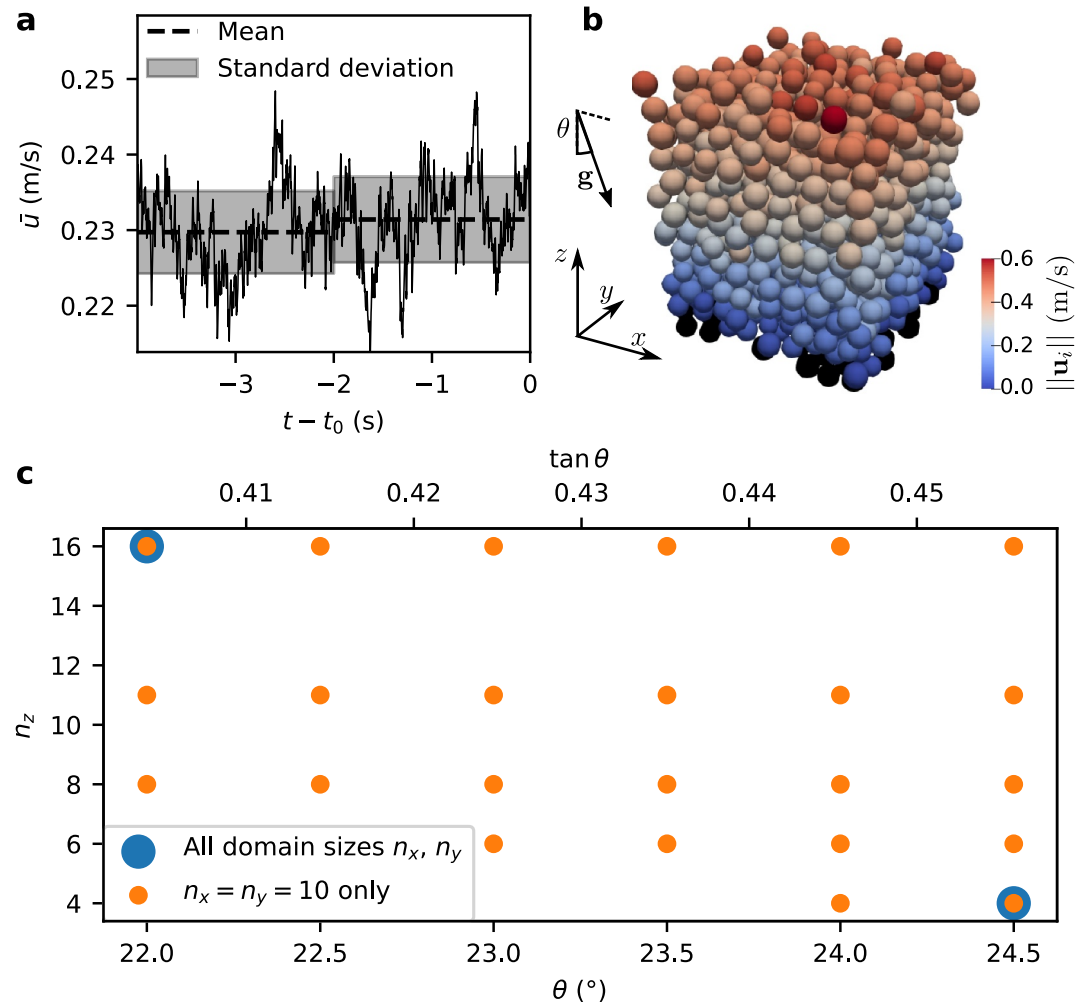 a
Mean
Standard deviation
0.25
0.24
0.23
0.22
ū (m/s)
−3
−2
−1
0
t − t₀ (s)
b
θ
g
z
y
x
0.6
0.4
0.2
0.0
||uᵢ|| (m/s)
c
tan θ
0.41
0.42
0.43
0.44
0.45
16
14
12
10
8
6
4
n_z
All domain sizes nₓ, n_y
nₓ = n_y = 10 only
22.0
22.5
23.0
23.5
24.0
24.5
θ (°)